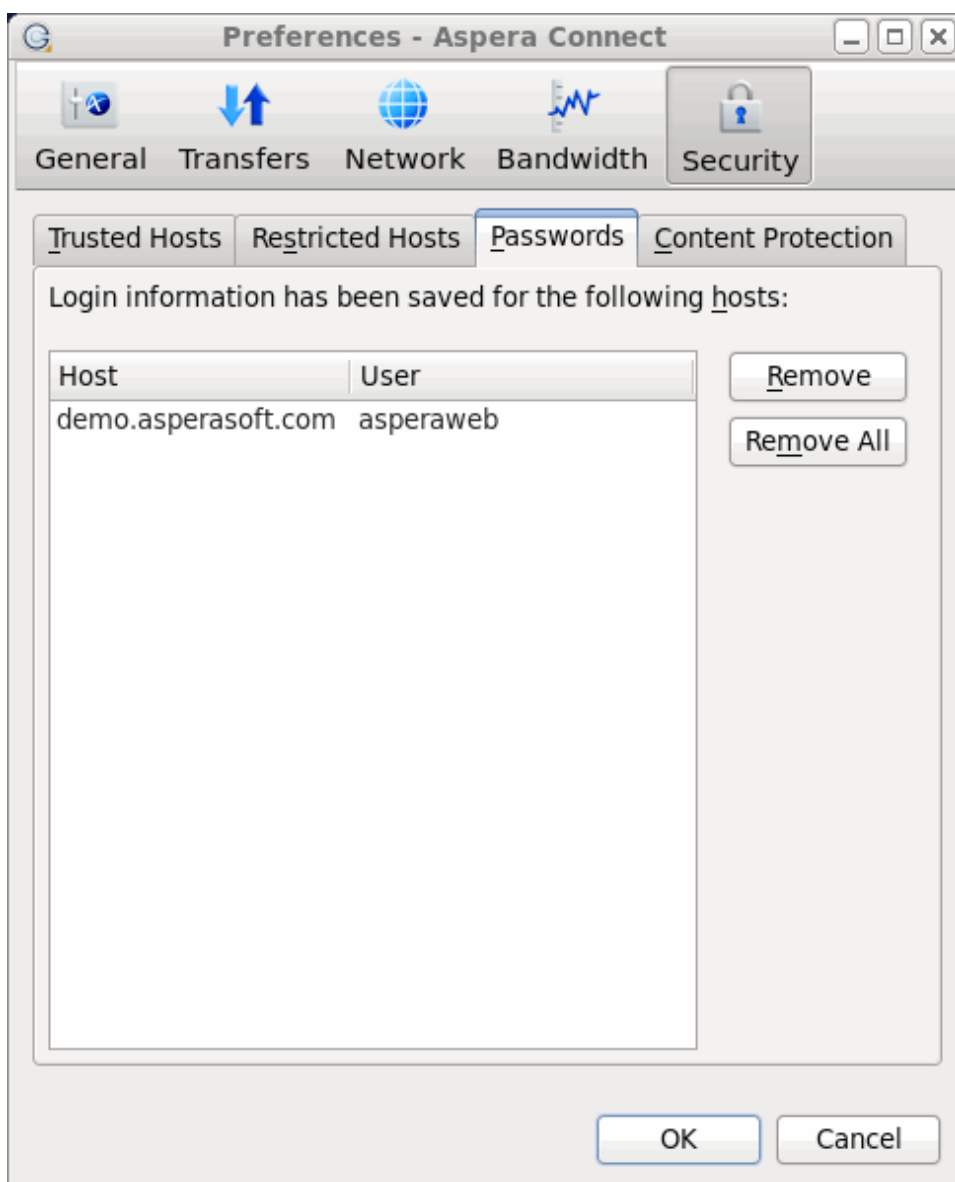 Preferences - Aspera Connect
General Transfers Network Bandwidth Security
Trusted Hosts Restricted Hosts Passwords Content Protection
Login information has been saved for the following hosts:
Host User Remove
demo.asperasoft.com asperaweb
Remove All
OK Cancel